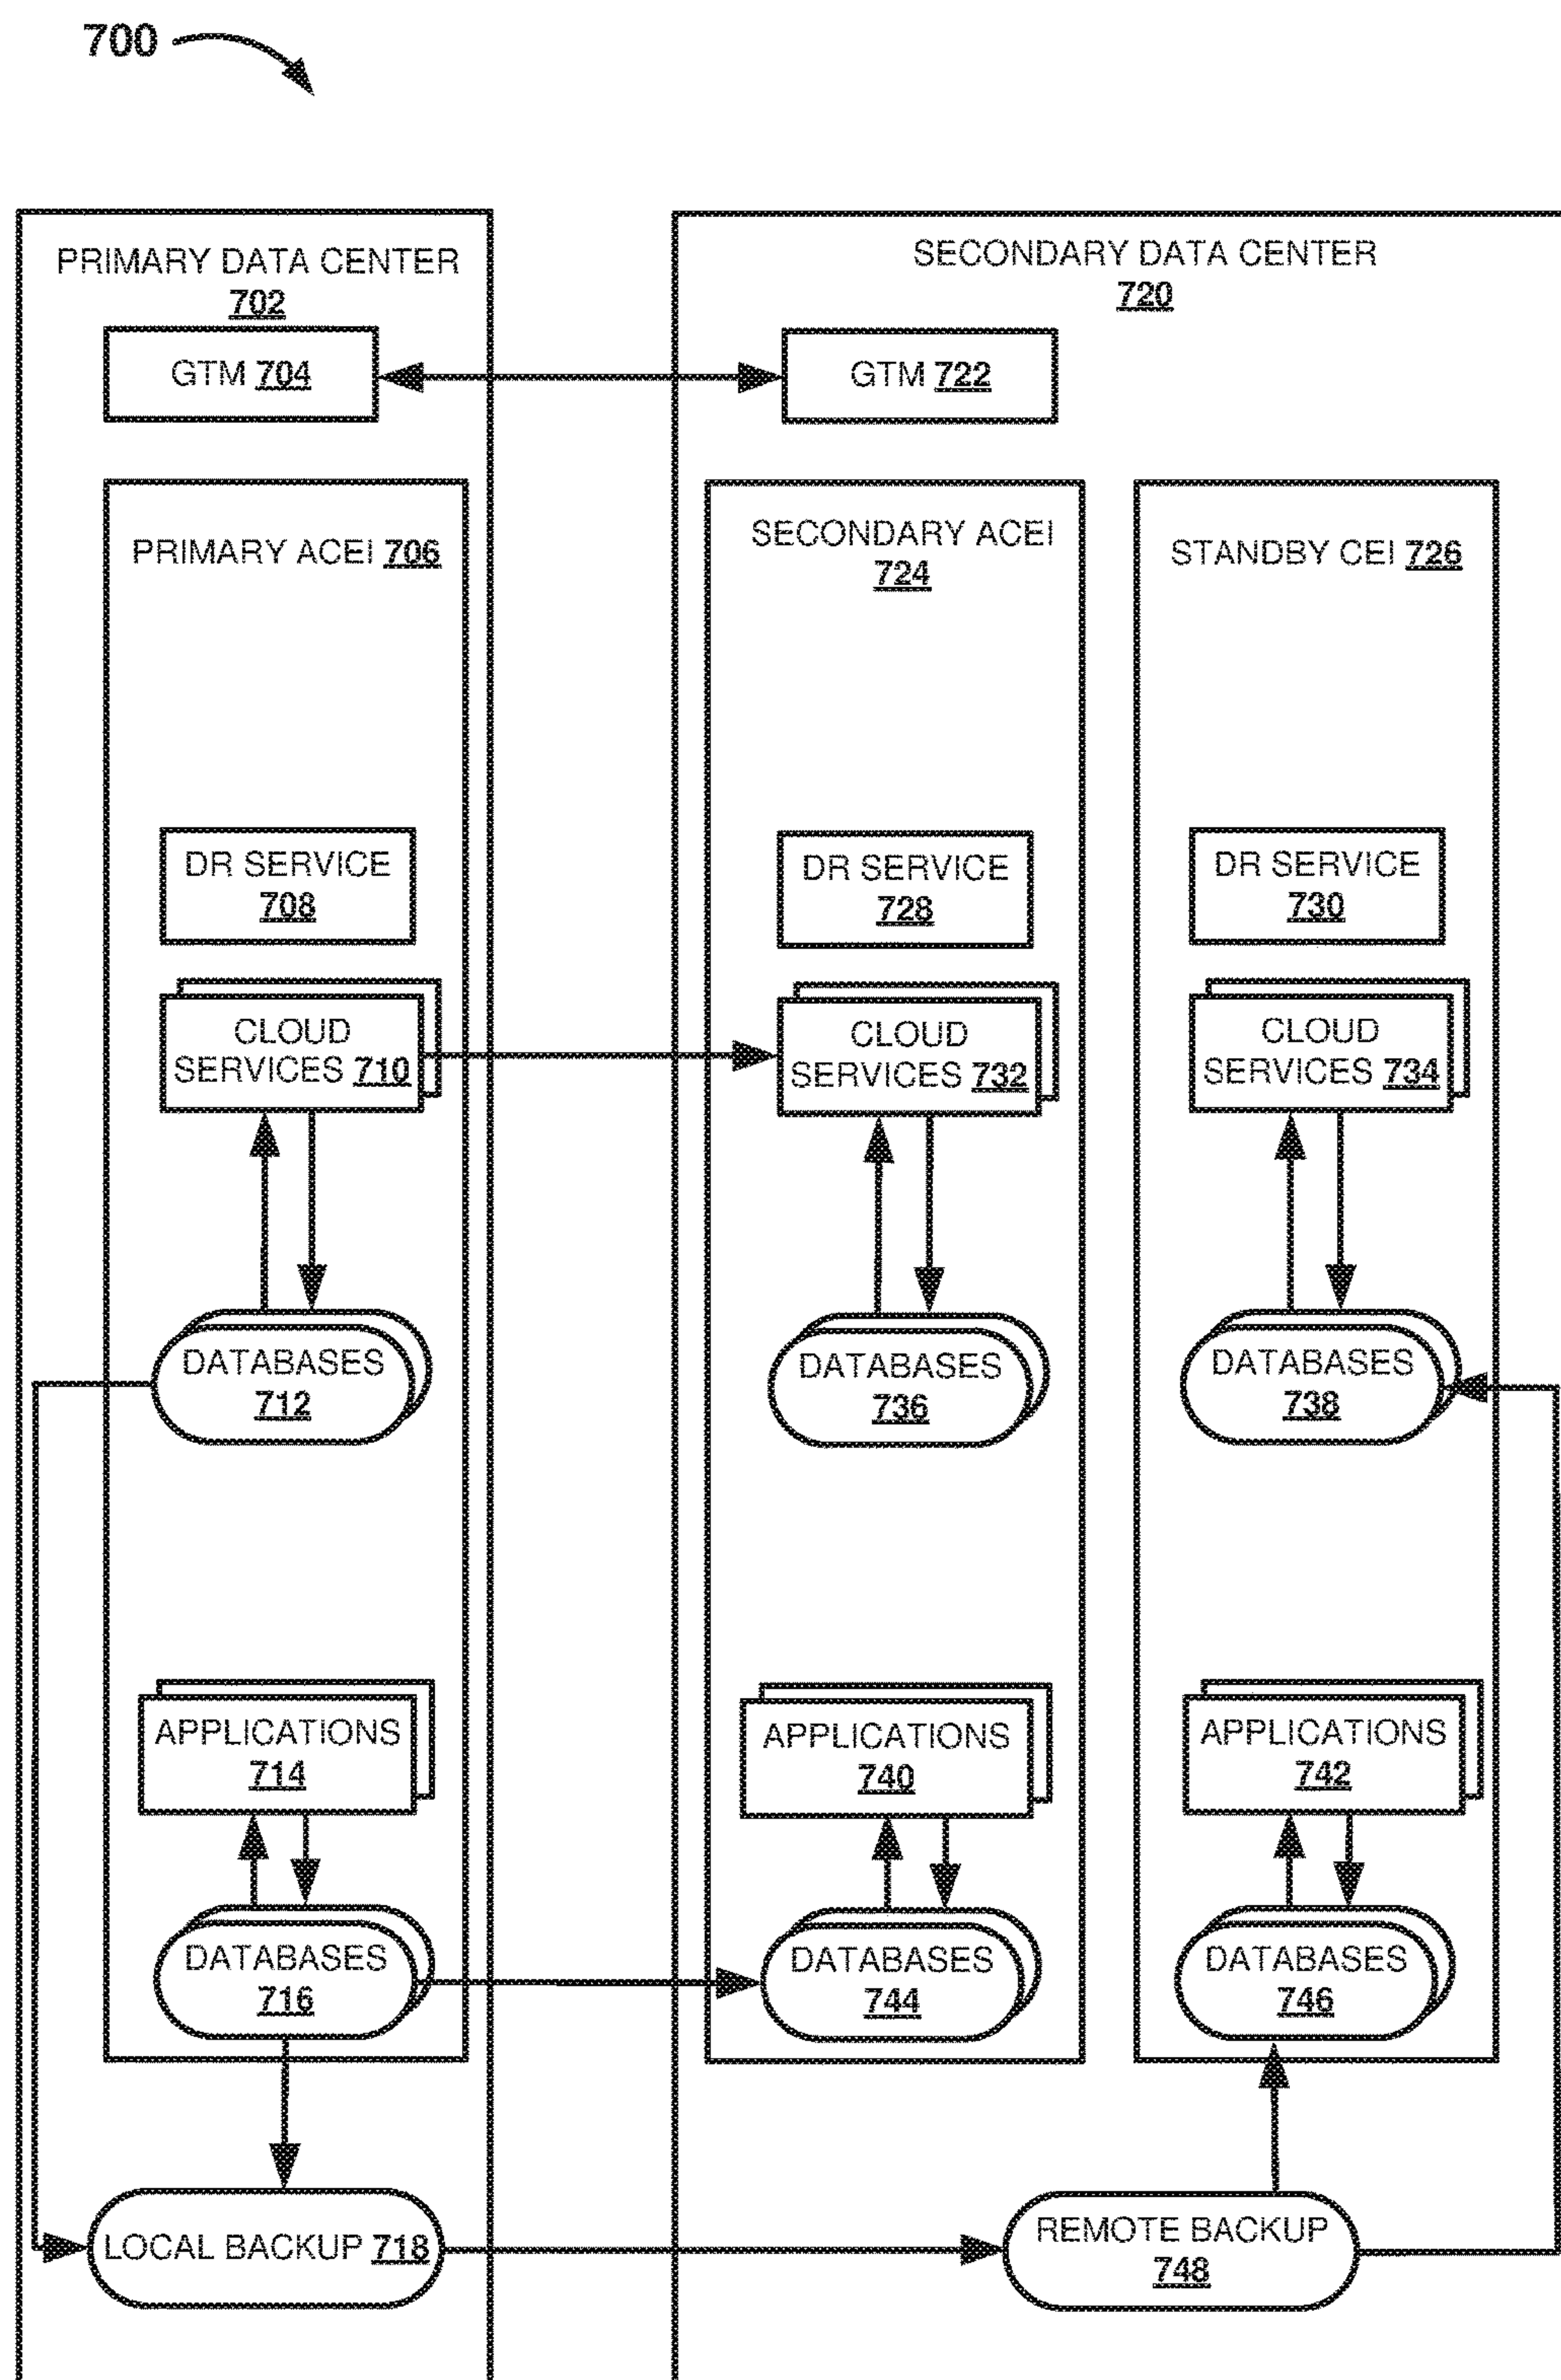 700
PRIMARY DATA CENTER
702
GTM 704
PRIMARY ACEI 706
DR SERVICE
708
CLOUD
SERVICES 710
DATABASES
712
APPLICATIONS
714
DATABASES
716
LOCAL BACKUP 718
SECONDARY DATA CENTER
720
GTM 722
SECONDARY ACEI
724
DR SERVICE
728
CLOUD
SERVICES 732
DATABASES
736
APPLICATIONS
740
DATABASES
744
STANDBY CEI 726
DR SERVICE
730
CLOUD
SERVICES 734
DATABASES
738
APPLICATIONS
742
DATABASES
746
REMOTE BACKUP
748